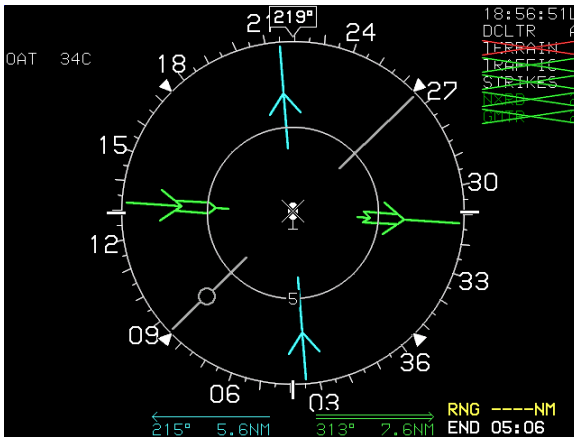 219°
18:56:51L
DCLTR A
TERRAIN
TRAFFIC
STRIKES
OAT 34C
21
24
27
30
33
36
03
06
09
12
15
18
5
215° 5.6NM
313° 7.6NM
RNG ----NM
END 05:06